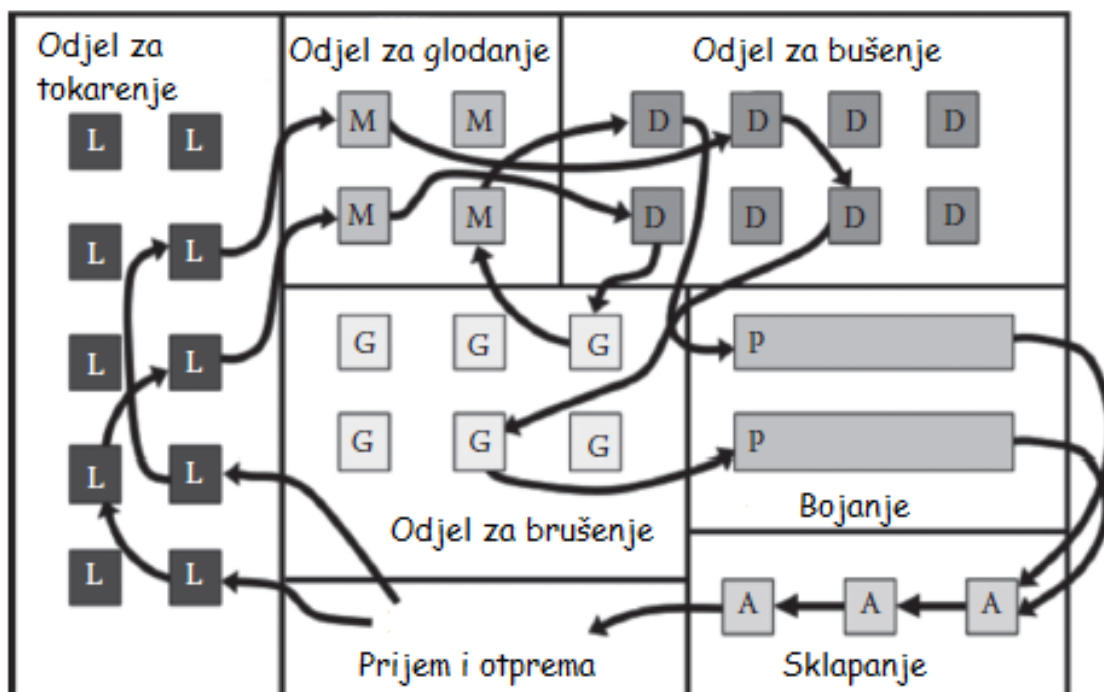 Odjel za
tokarenje
Odjel za glodanje
Odjel za bušenje
L L
M M
D D D D
L L
M M
D D D D
L L
G G G
P
L L
G G G
P
Odjel za brušenje
Bojanje
L L
A A A
Prijem i otprema
Sklapanje